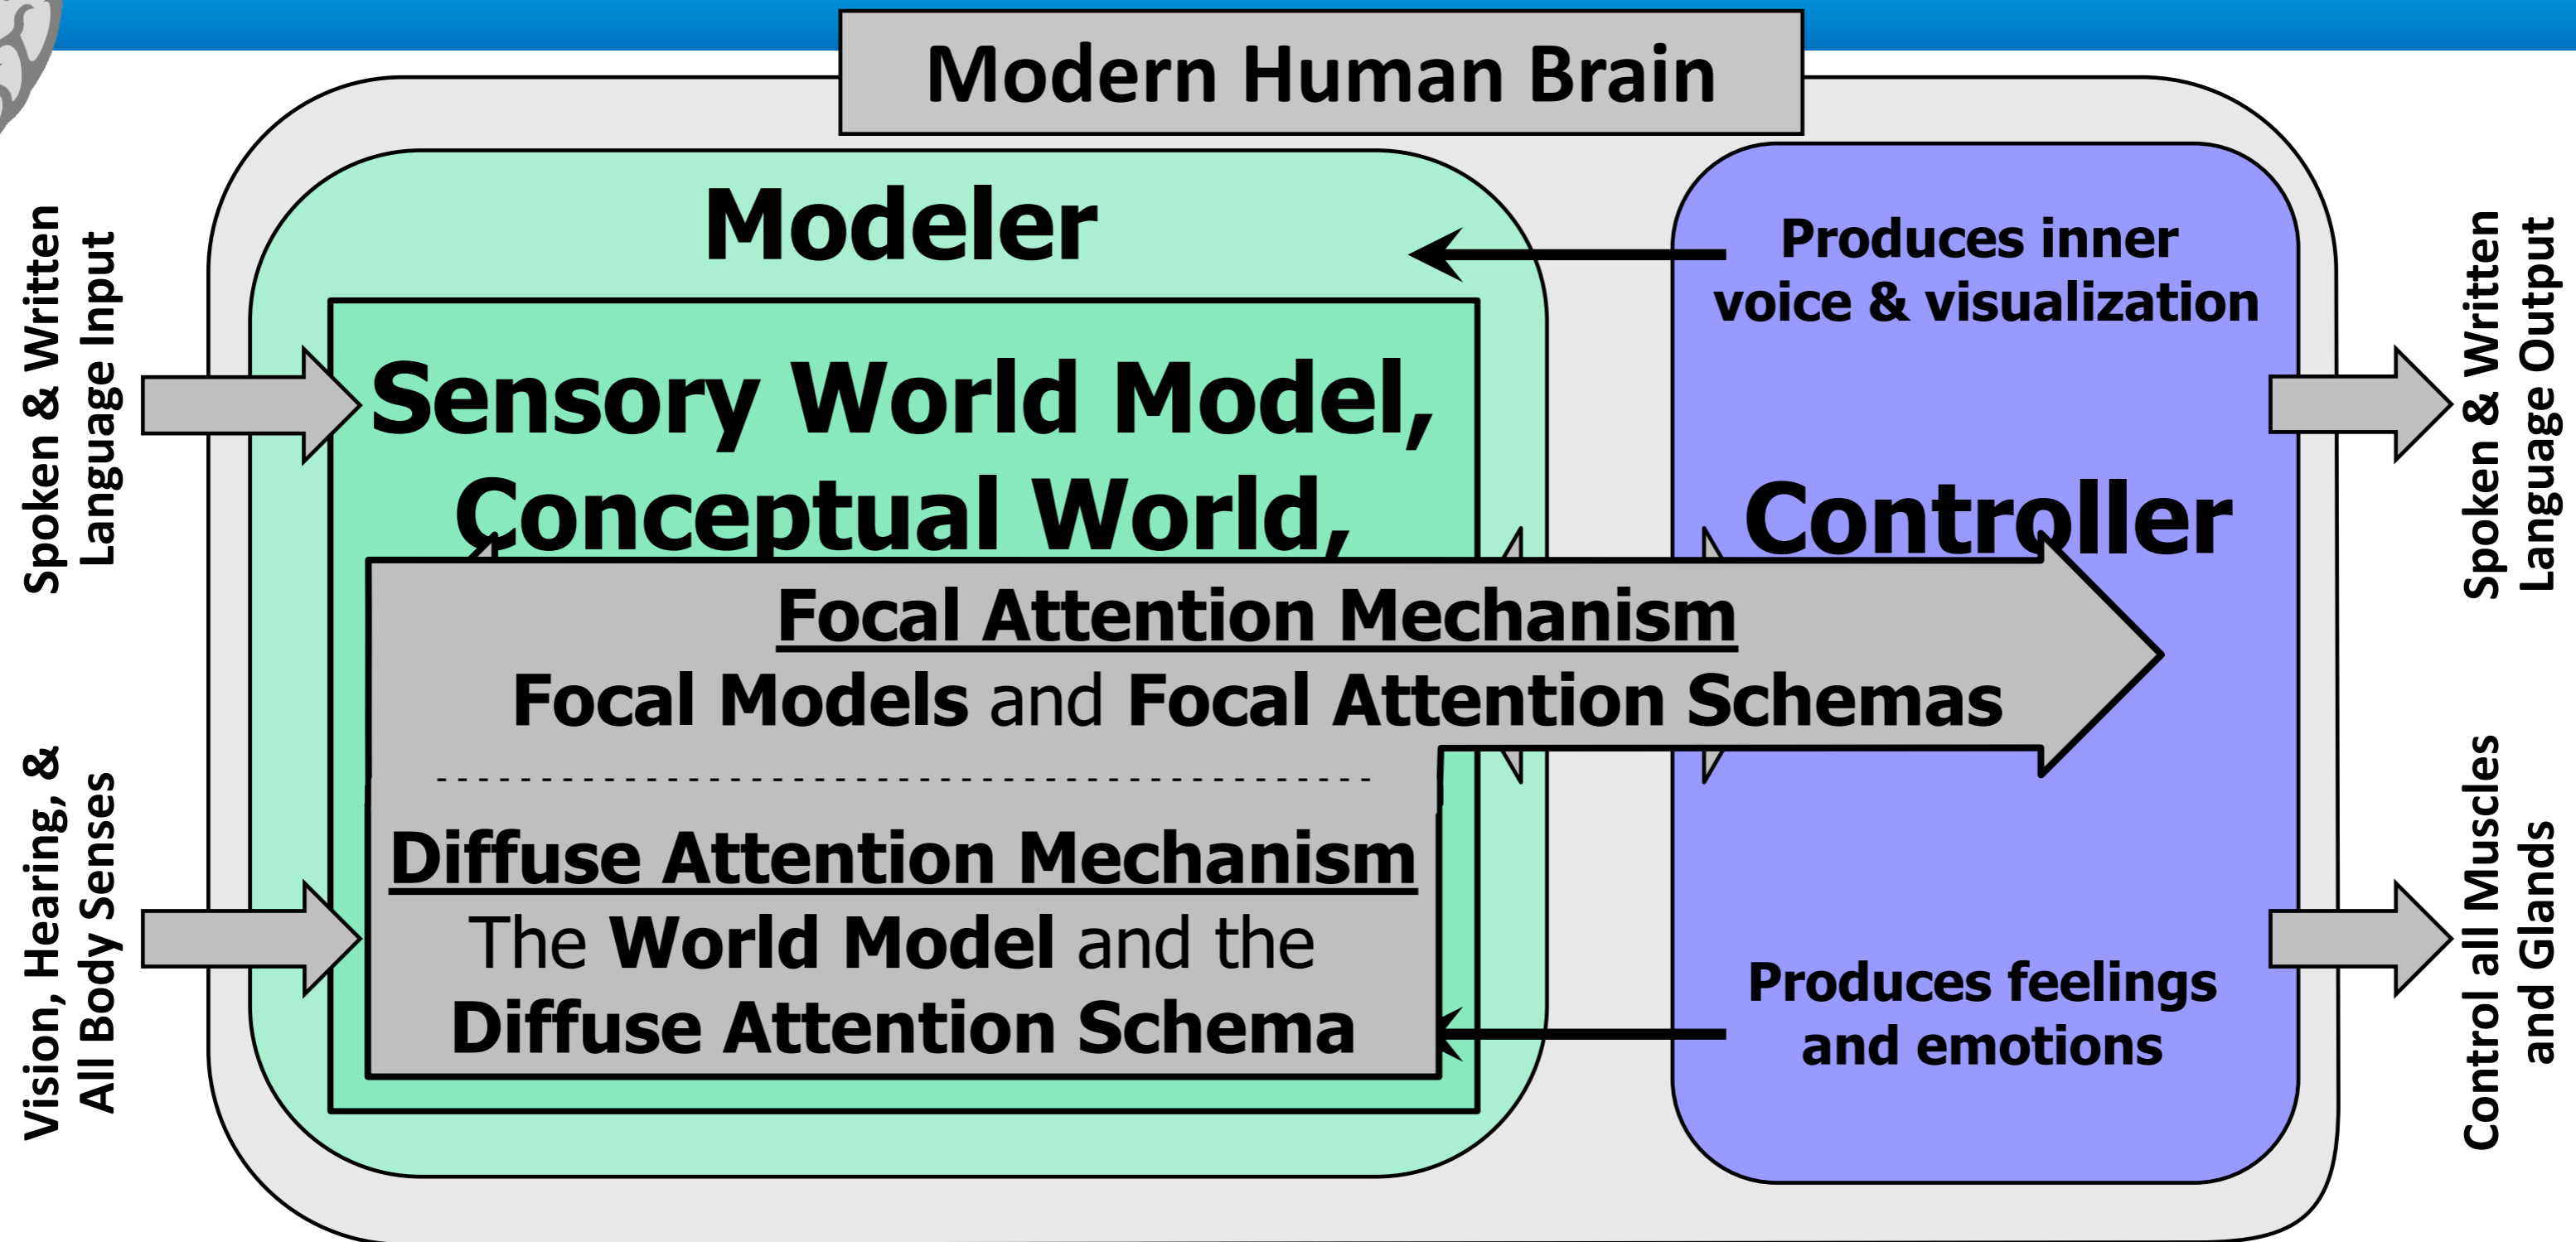 Modern Human Brain
Spoken & Written
Language Input
Vision, Hearing, &
All Body Senses
Modeler
Sensory World Model,
Conceptual World,
Focal Attention Mechanism
Focal Models and Focal Attention Schemas
Diffuse Attention Mechanism
The World Model and the
Diffuse Attention Schema
Produces inner
voice & visualization
Controller
Produces feelings
and emotions
Spoken & Written
Language Output
Control all Muscles
and Glands